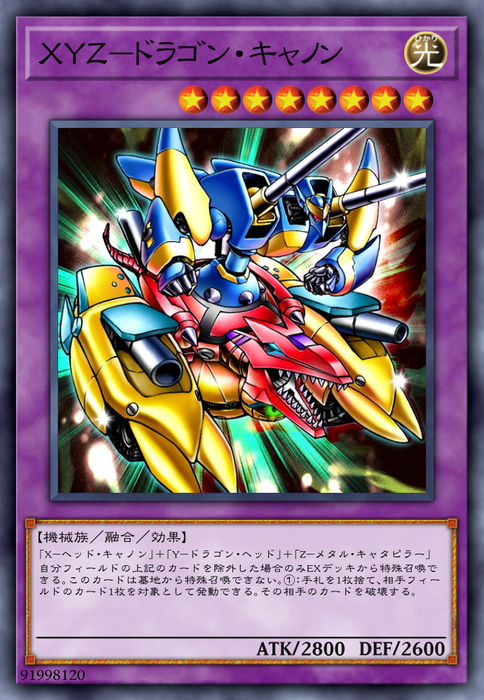 XYZ－ドラゴン・キャノン
ひかり
光
【機械族／融合／効果】
「X－ヘッド・キャノン」＋「Y－ドラゴン・ヘッド」＋「Z－メタル・キャタピラー」
自分フィールドの上記のカードを除外した場合のみEXデッキから特殊召喚で
きる。このカードは墓地から特殊召喚できない。①：手札を1枚捨て、相手フィー
ルドのカード1枚を対象として発動できる。その相手のカードを破壊する。
ATK/2800 DEF/2600
91998120